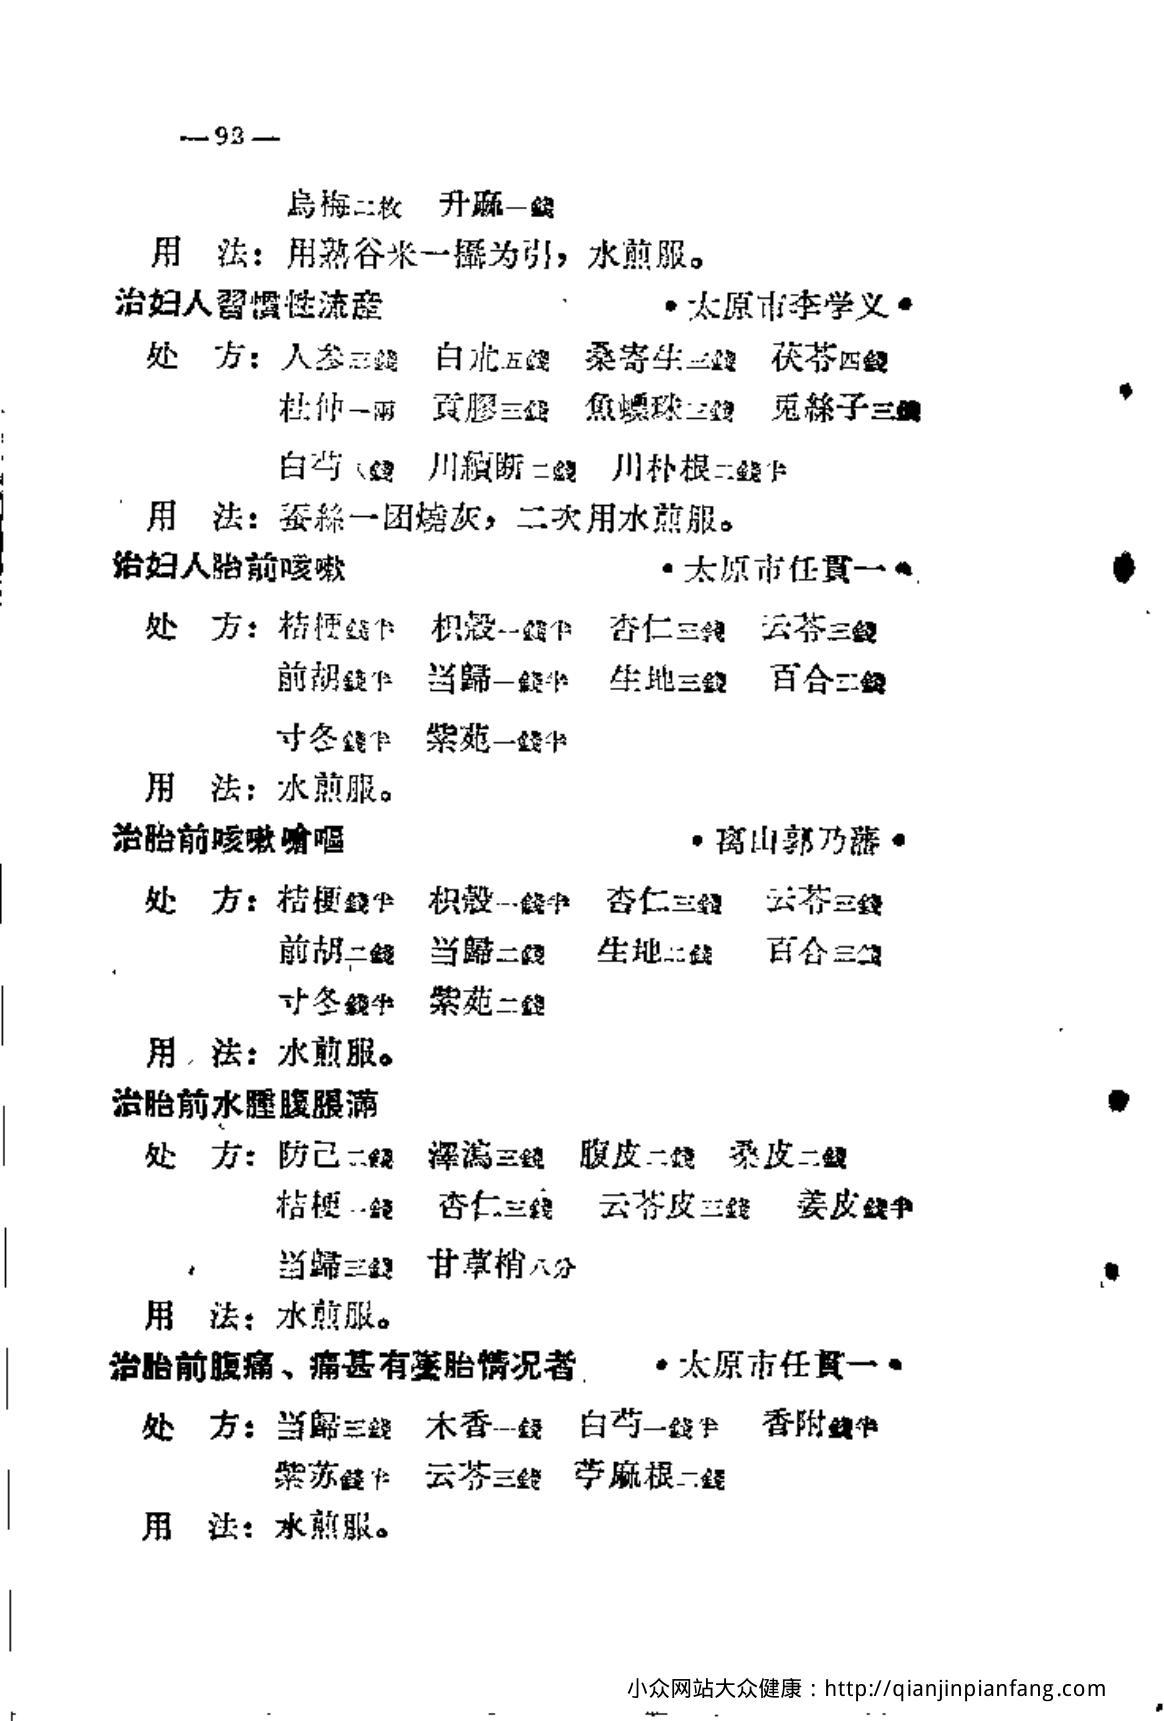 —93—
烏梅二枚 升麻一錢
用 法：用熟谷米一撮为引，水煎服。
治妇人習慣性流産 •太原市李学义•
处 方：人参三錢 白朮五錢 桑寄生三錢 茯苓四錢
杜仲一兩 貢膠三錢 魚螵珠三錢 兎絲子三錢
白芍 錢 川續断二錢 川朴根二錢半
用 法：蚕絲一团燒灰，二次用水煎服。
治妇人胎前咳嗽 •太原市任貫一•
处 方：桔梗錢半 枳殼一錢半 杏仁三錢 云苓三錢
前胡錢半 当歸一錢半 生地三錢 百合三錢
寸冬錢半 紫苑一錢半
用 法：水煎服。
治胎前咳嗽嗆嘔 •离山郭乃藩•
处 方：桔梗錢半 枳殼一錢半 杏仁三錢 云苓三錢
前胡二錢 当歸二錢 生地二錢 百合三錢
寸冬錢半 紫苑二錢
用 法：水煎服。
治胎前水腫腹脹滿
处 方：防己二錢 澤瀉三錢 腹皮二錢 桑皮二錢
桔梗一錢 杏仁三錢 云苓皮三錢 姜皮錢半
当歸三錢 甘草梢八分
用 法：水煎服。
治胎前腹痛、痛甚有墜胎情况者 •太原市任貫一•
处 方：当歸三錢 木香一錢 白芍一錢半 香附錢半
紫苏錢半 云苓三錢 苧麻根二錢
用 法：水煎服。
小众网站大众健康：http://qianjinpianfang.com